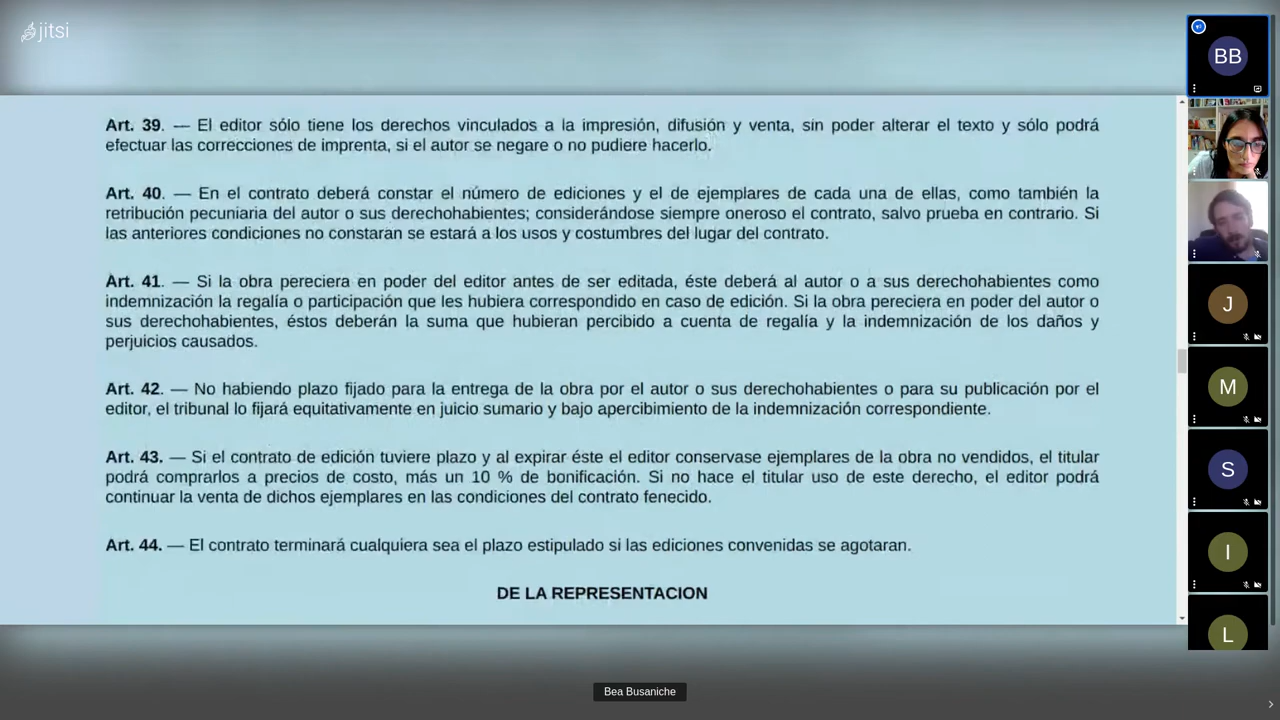 jitsi
Art. 39. — El editor sólo tiene los derechos vinculados a la impresión, difusión y venta, sin poder alterar el texto y sólo podrá
efectuar las correcciones de imprenta, si el autor se negare o no pudiere hacerlo.
Art. 40. — En el contrato deberá constar el número de ediciones y el de ejemplares de cada una de ellas, como también la
retribución pecuniaria del autor o sus derechohabientes; considerándose siempre oneroso el contrato, salvo prueba en contrario. Si
las anteriores condiciones no constaran se estará a los usos y costumbres del lugar del contrato.
Art. 41. — Si la obra pereciera en poder del editor antes de ser editada, éste deberá al autor o a sus derechohabientes como
indemnización la regalía o participación que les hubiera correspondido en caso de edición. Si la obra pereciera en poder del autor o
sus derechohabientes, éstos deberán la suma que hubieran percibido a cuenta de regalía y la indemnización de los daños y
perjuicios causados.
Art. 42. — No habiendo plazo fijado para la entrega de la obra por el autor o sus derechohabientes o para su publicación por el
editor, el tribunal lo fijará equitativamente en juicio sumario y bajo apercibimiento de la indemnización correspondiente.
Art. 43. — Si el contrato de edición tuviere plazo y al expirar éste el editor conservase ejemplares de la obra no vendidos, el titular
podrá comprarlos a precios de costo, más un 10 % de bonificación. Si no hace el titular uso de este derecho, el editor podrá
continuar la venta de dichos ejemplares en las condiciones del contrato fenecido.
Art. 44. — El contrato terminará cualquiera sea el plazo estipulado si las ediciones convenidas se agotaran.
DE LA REPRESENTACION
BB
J
M
S
I
L
Bea Busaniche